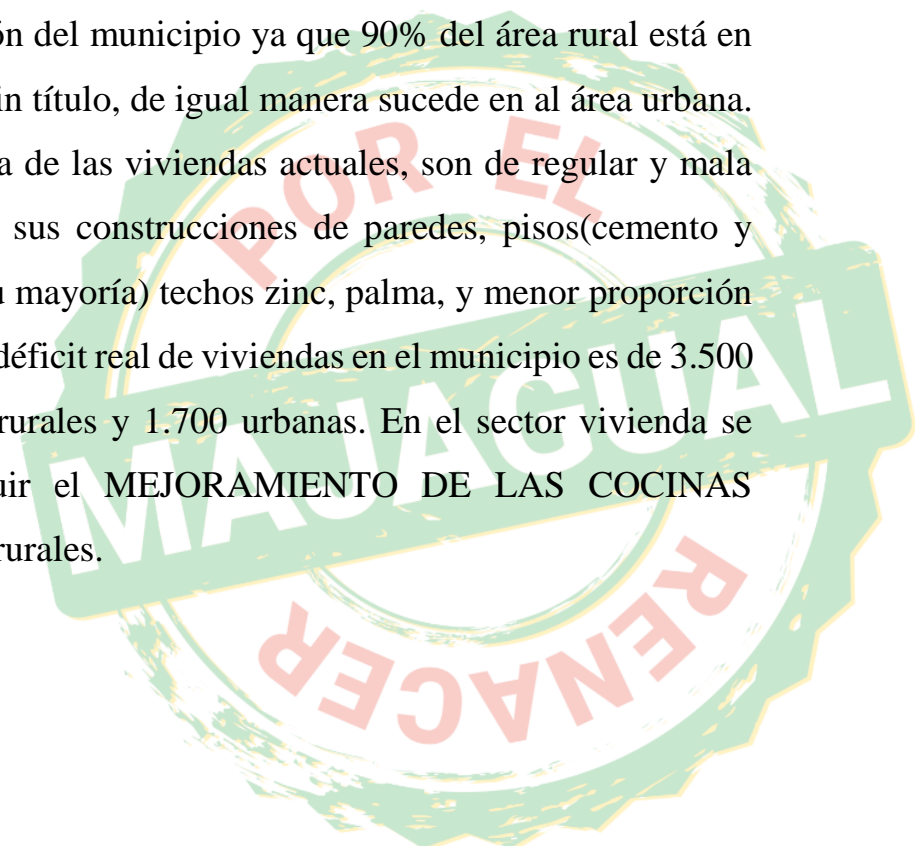 ón del municipio ya que 90% del área rural está en
in título, de igual manera sucede en al área urbana.
a de las viviendas actuales, son de regular y mala
sus construcciones de paredes, pisos(cemento y
u mayoría) techos zinc, palma, y menor proporción
déficit real de viviendas en el municipio es de 3.500
rurales y 1.700 urbanas. En el sector vivienda se
uir el MEJORAMIENTO DE LAS COCINAS
rurales.
POR EL
MAJAGUAL
RENACER